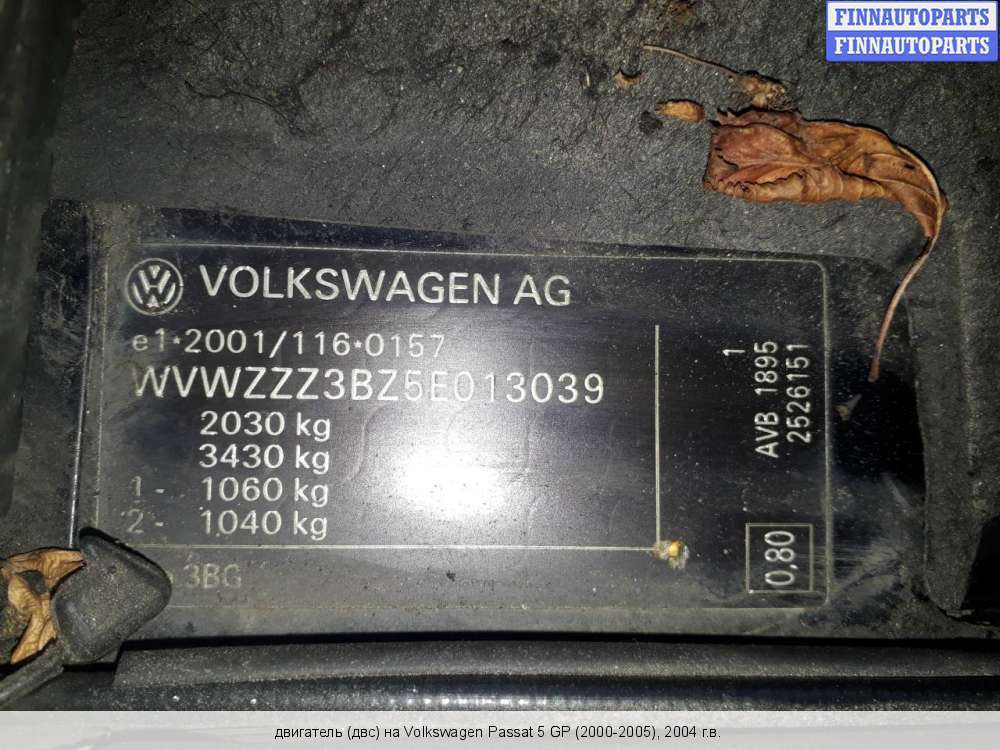 FINNAUTOPARTS
FINNAUTOPARTS
VOLKSWAGEN AG
e1*2001/116*0157
WVWZZZ3BZ5E013039
2030 kg
3430 kg
1 - 1060 kg
2 - 1040 kg
3BG
1
AVB 1895
2526151
0,80
двигатель (двс) на Volkswagen Passat 5 GP (2000-2005), 2004 г.в.